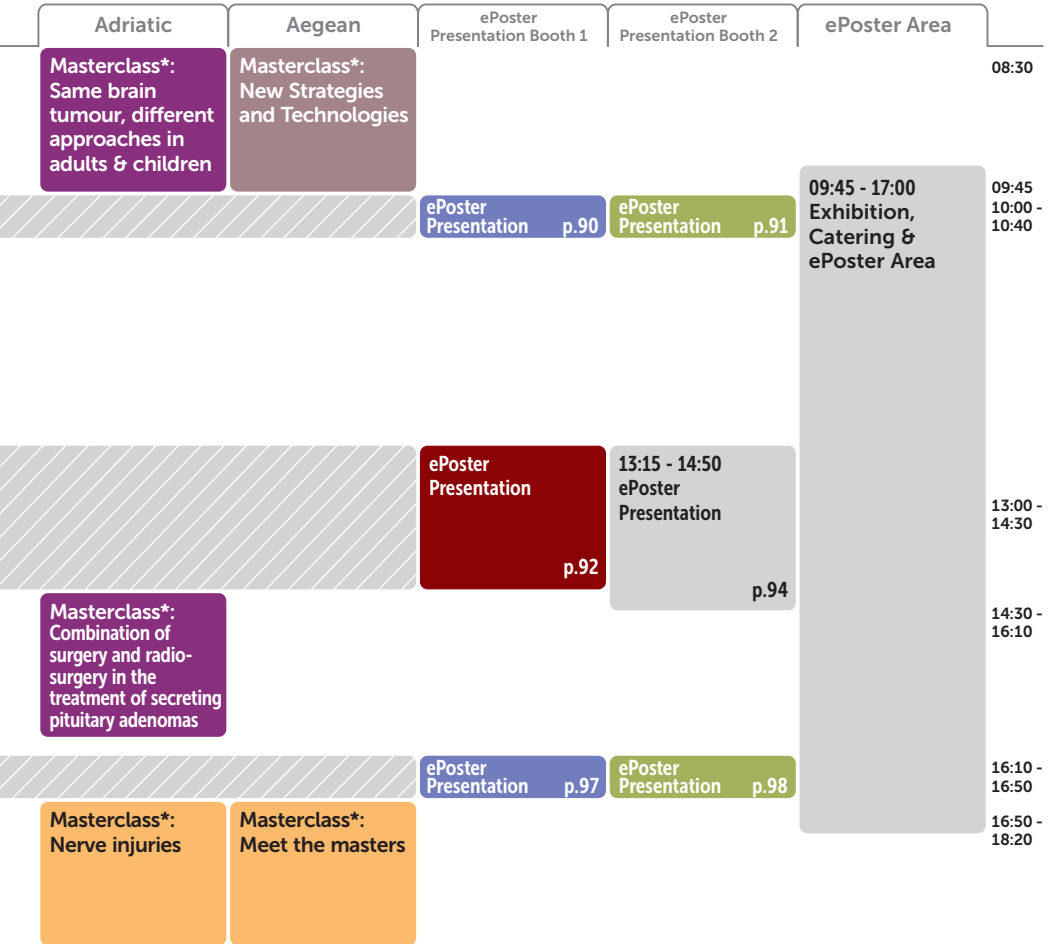 Adriatic
Aegean
ePoster
Presentation Booth 1
ePoster
Presentation Booth 2
ePoster Area
Masterclass*:
Same brain
tumour, different
approaches in
adults & children
Masterclass*:
New Strategies
and Technologies
08:30
09:45 - 17:00
Exhibition,
Catering &
ePoster Area
09:45
10:00 -
10:40
ePoster
Presentation p.90
ePoster
Presentation p.91
ePoster
Presentation
p.92
13:15 - 14:50
ePoster
Presentation
p.94
13:00 -
14:30
Masterclass*:
Combination of
surgery and radio-
surgery in the
treatment of secreting
pituitary adenomas
14:30 -
16:10
ePoster
Presentation p.97
ePoster
Presentation p.98
16:10 -
16:50
Masterclass*:
Nerve injuries
Masterclass*:
Meet the masters
16:50 -
18:20